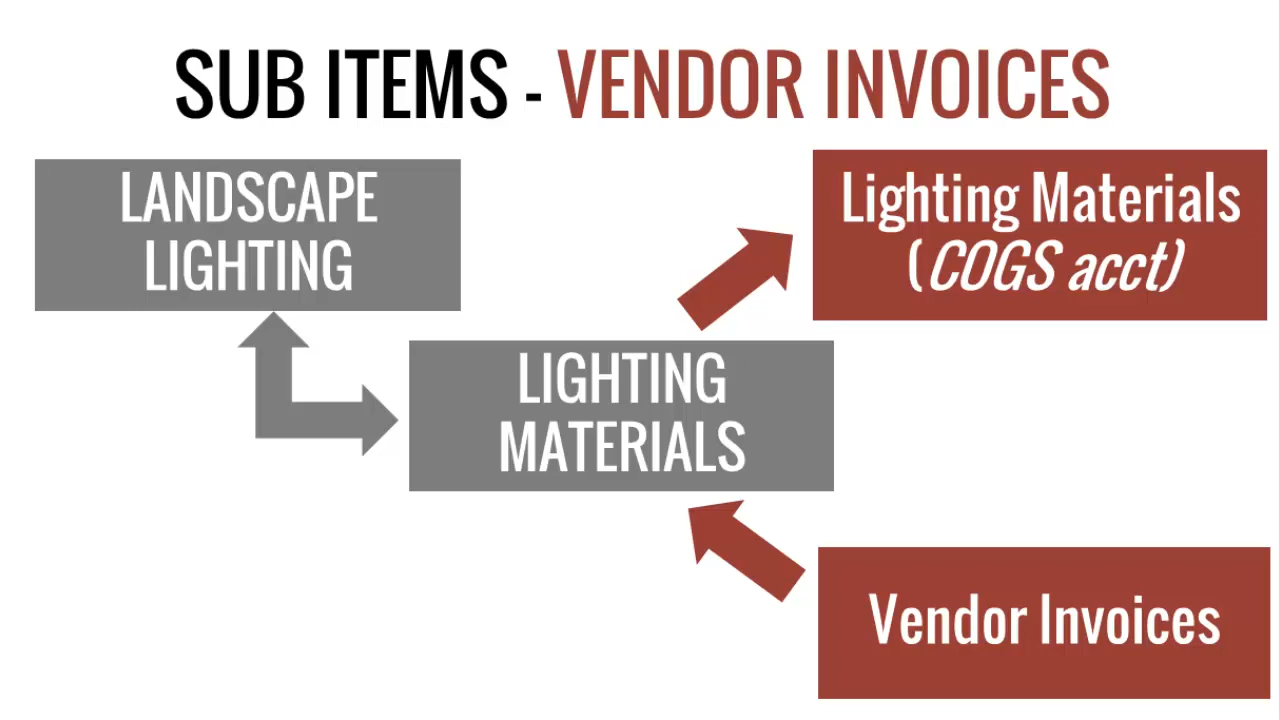 SUB ITEMS - VENDOR INVOICES
LANDSCAPE
LIGHTING
Lighting Materials
(COGS acct)
LIGHTING
MATERIALS
Vendor Invoices